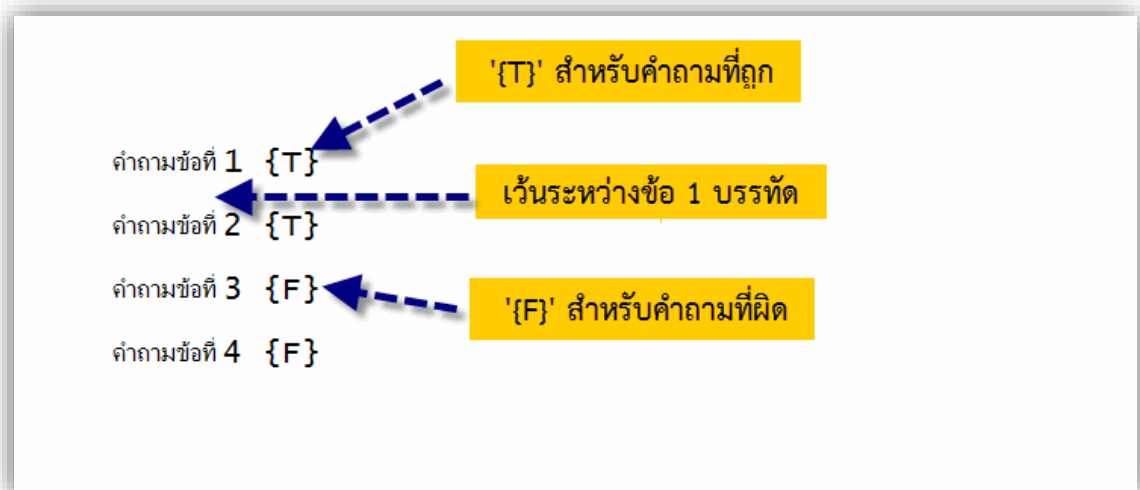 '{T}' สำหรับคำถามที่ถูก
คำถามข้อที่ 1 {T}
เว้นระหว่างข้อ 1 บรรทัด
คำถามข้อที่ 2 {T}
คำถามข้อที่ 3 {F}
'{F}' สำหรับคำถามที่ผิด
คำถามข้อที่ 4 {F}